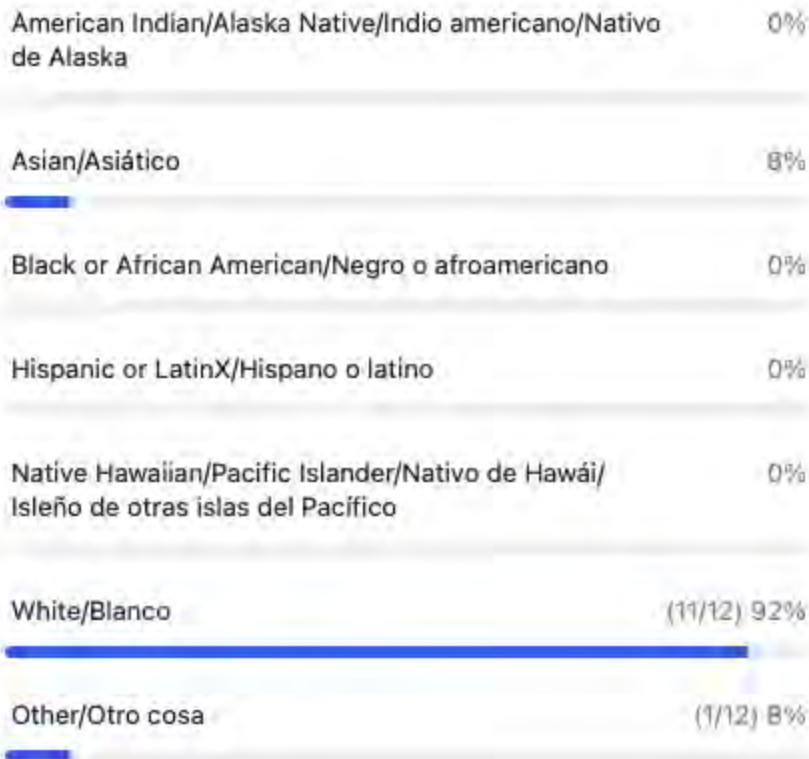 American Indian/Alaska Native/Indio americano/Nativo 0%
de Alaska
Asian/Asiático 8%
Black or African American/Negro o afroamericano 0%
Hispanic or LatinX/Hispano o latino 0%
Native Hawaiian/Pacific Islander/Nativo de Hawái/ 0%
Isleño de otras islas del Pacífico
White/Blanco (11/12) 92%
Other/Otro cosa (1/12) 8%